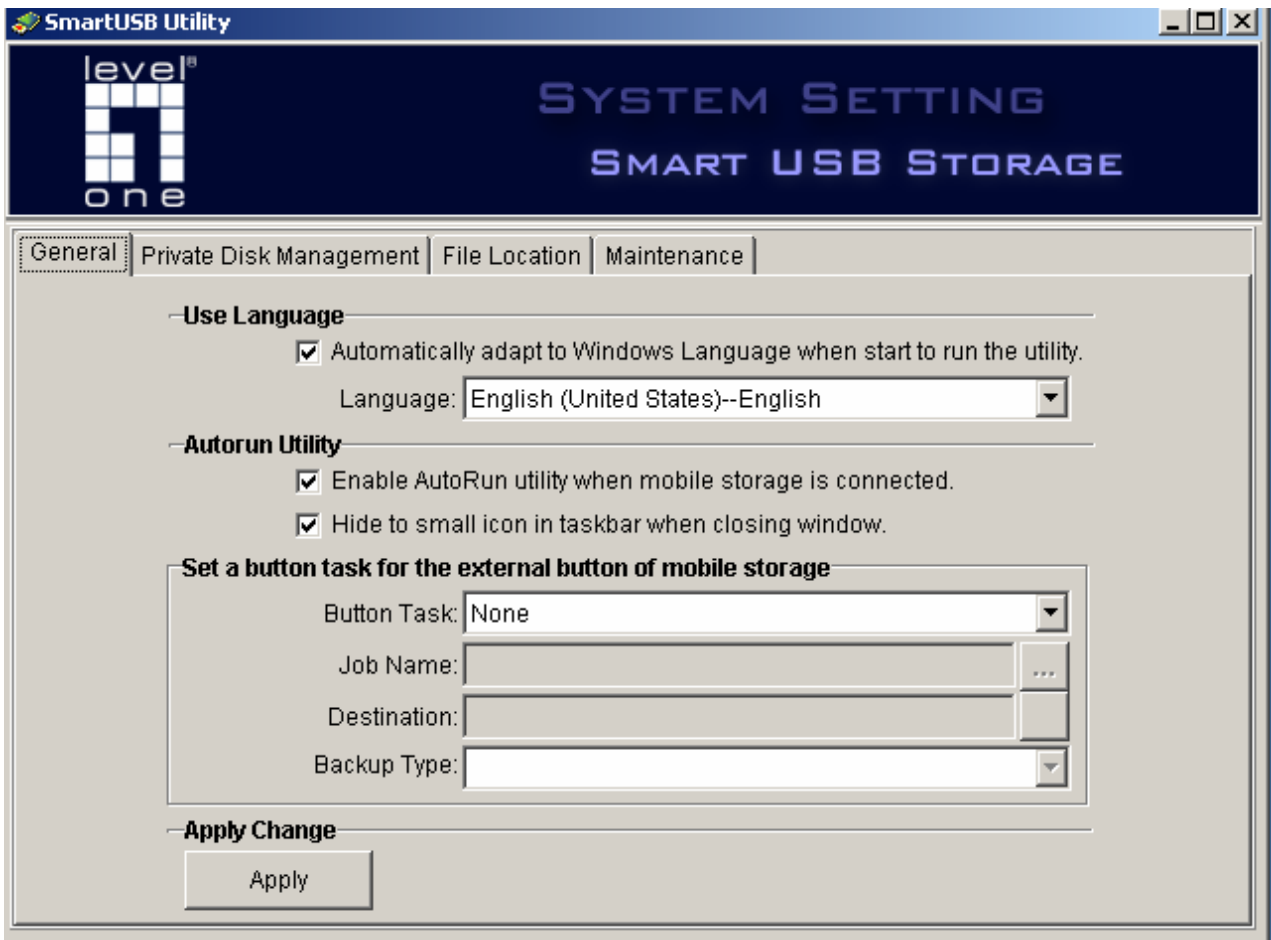 SmartUSB Utility
level®
one
SYSTEM SETTING
SMART USB STORAGE
General Private Disk Management File Location Maintenance
Use Language
Automatically adapt to Windows Language when start to run the utility.
Language: English (United States)--English
Autorun Utility
Enable AutoRun utility when mobile storage is connected.
Hide to small icon in taskbar when closing window.
Set a button task for the external button of mobile storage
Button Task: None
Job Name: ...
Destination:
Backup Type:
Apply Change
Apply